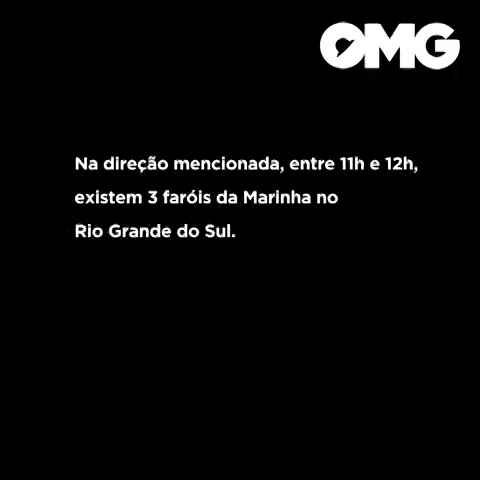 OMG
Na direção mencionada, entre 11h e 12h,
existem 3 faróis da Marinha no
Rio Grande do Sul.